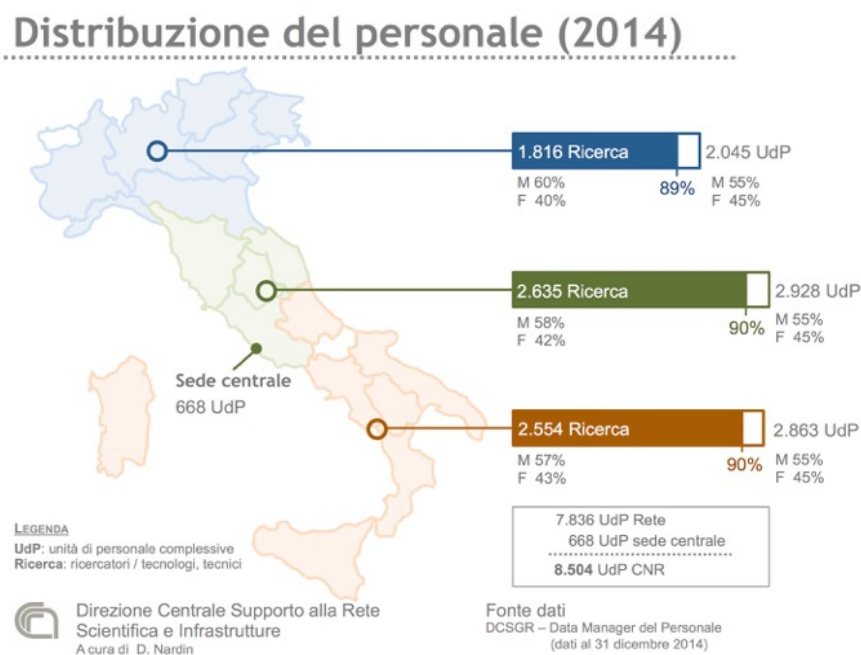 Distribuzione del personale (2014)
1.816 Ricerca
2.045 UdP
M 60%
F 40%
89%
M 55%
F 45%
2.635 Ricerca
2.928 UdP
M 58%
F 42%
90%
M 55%
F 45%
Sede centrale
668 UdP
2.554 Ricerca
2.863 UdP
M 57%
F 43%
90%
M 55%
F 45%
7.836 UdP Rete
668 UdP sede centrale
8.504 UdP CNR
LEGENDA
UdP: unità di personale complessive
Ricerca: ricercatori / tecnologi, tecnici
Direzione Centrale Supporto alla Rete
Scientifica e Infrastrutture
A cura di D. Nardin
Fonte dati
DCSGR – Data Manager del Personale
(dati al 31 dicembre 2014)